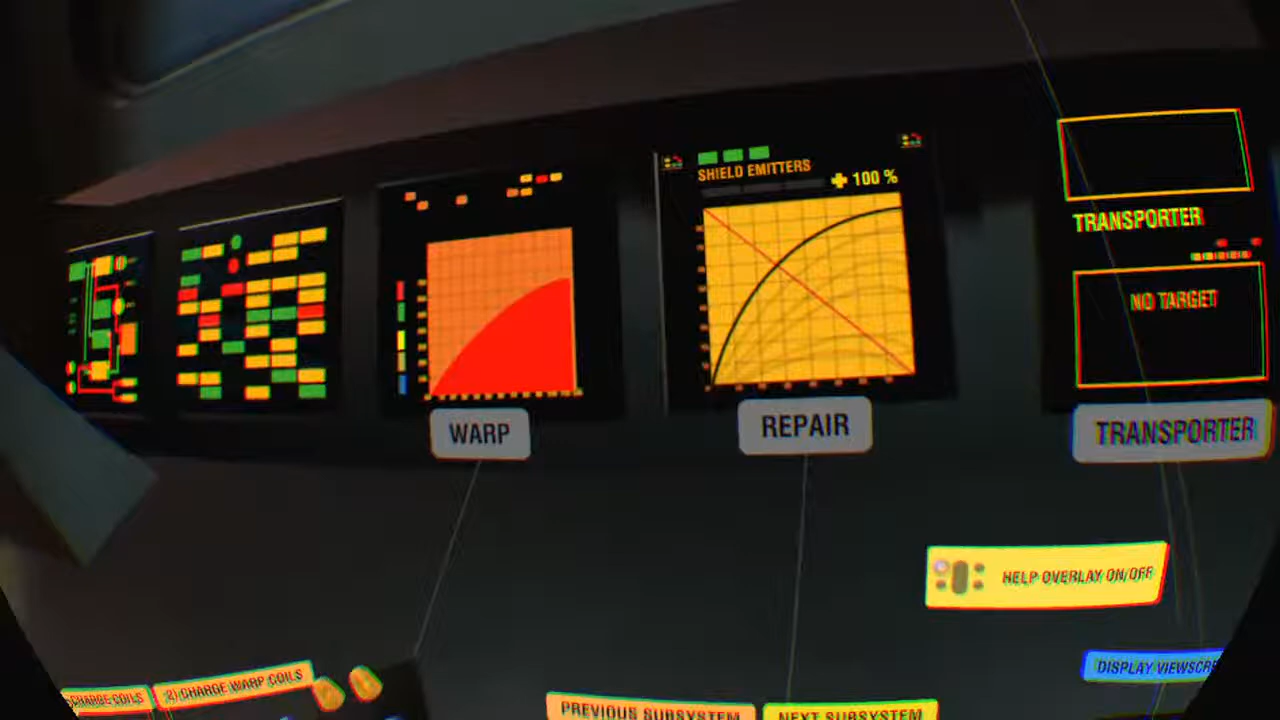 SHIELD EMITTERS
100 %
TRANSPORTER
NO TARGET
WARP
REPAIR
TRANSPORTER
HELP OVERLAY ON/OFF
DISPLAY VIEWSCR
CHARGE COILS
2) CHARGE WARP COILS
PREVIOUS SUBSYSTEM
NEXT SUBSYSTEM